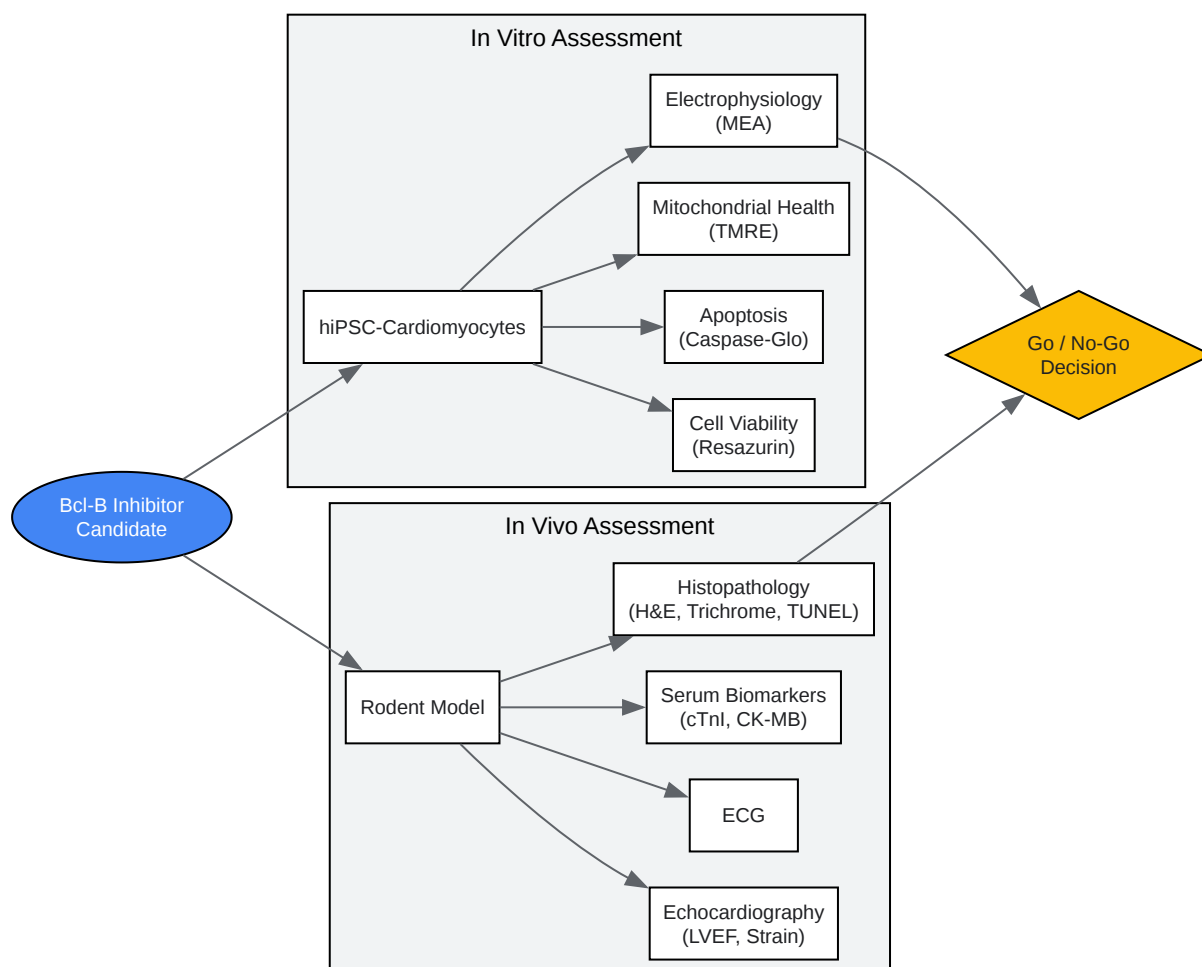 In Vitro Assessment
Electrophysiology
(MEA)
Mitochondrial Health
(TMRE)
hiPSC-Cardiomyocytes
Apoptosis
(Caspase-Glo)
Cell Viability
(Resazurin)
Go / No-Go
Decision
Bcl-B Inhibitor
Candidate
In Vivo Assessment
Histopathology
(H&E, Trichrome, TUNEL)
Rodent Model
Serum Biomarkers
(cTnI, CK-MB)
ECG
Echocardiography
(LVEF, Strain)